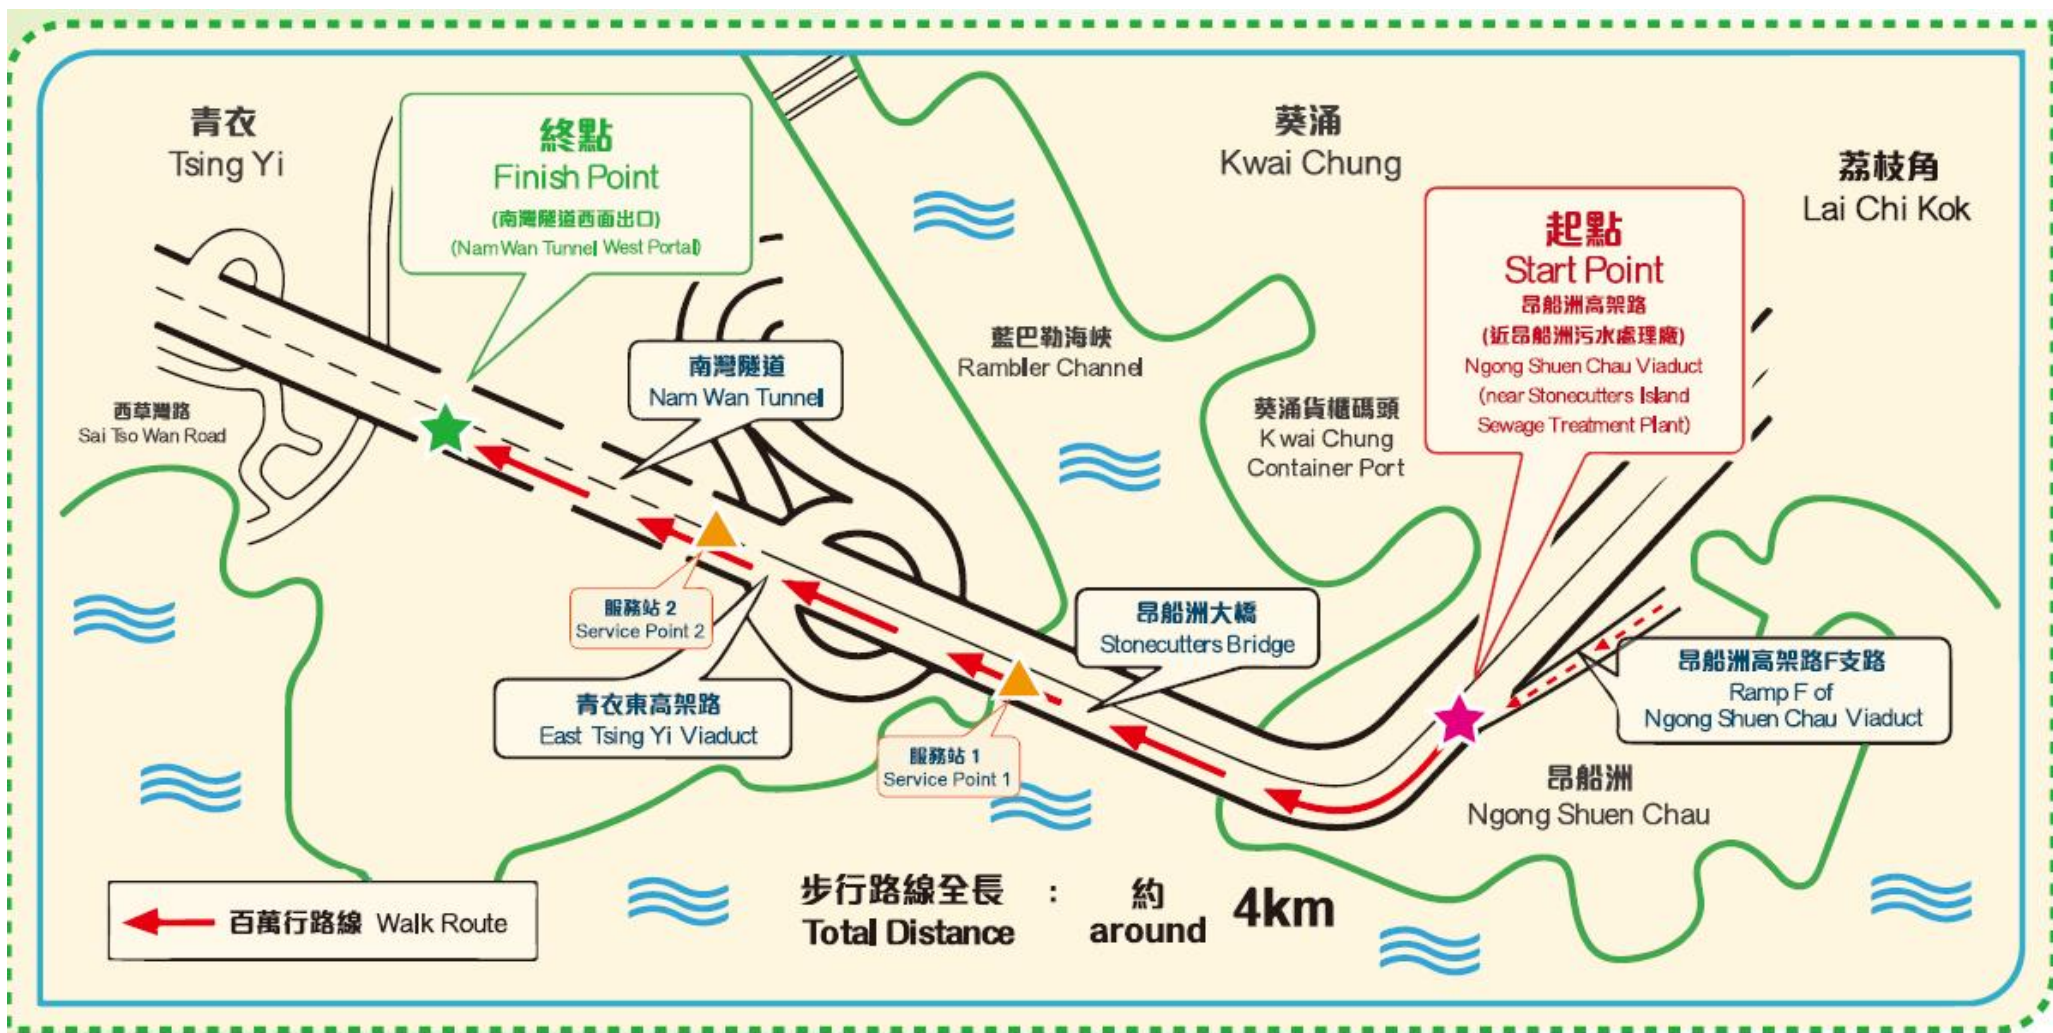 青衣
Tsing Yi
終點
Finish Point
(南灣隧道西面出口)
(Nam Wan Tunnel West Portal)
葵涌
Kwai Chung
荔枝角
Lai Chi Kok
起點
Start Point
昂船洲高架路
(近昂船洲污水處理廠)
Ngong Shuen Chau Viaduct
(near Stonecutters Island
Sewage Treatment Plant)
南灣隧道
Nam Wan Tunnel
藍巴勒海峽
Rambler Channel
西草灣路
Sai Tso Wan Road
葵涌貨櫃碼頭
Kwai Chung
Container Port
服務站 2
Service Point 2
昂船洲大橋
Stonecutters Bridge
昂船洲高架路F支路
Ramp F of
Ngong Shuen Chau Viaduct
青衣東高架路
East Tsing Yi Viaduct
服務站 1
Service Point 1
昂船洲
Ngong Shuen Chau
百萬行路線 Walk Route
步行路線全長 : 約 4km
Total Distance around